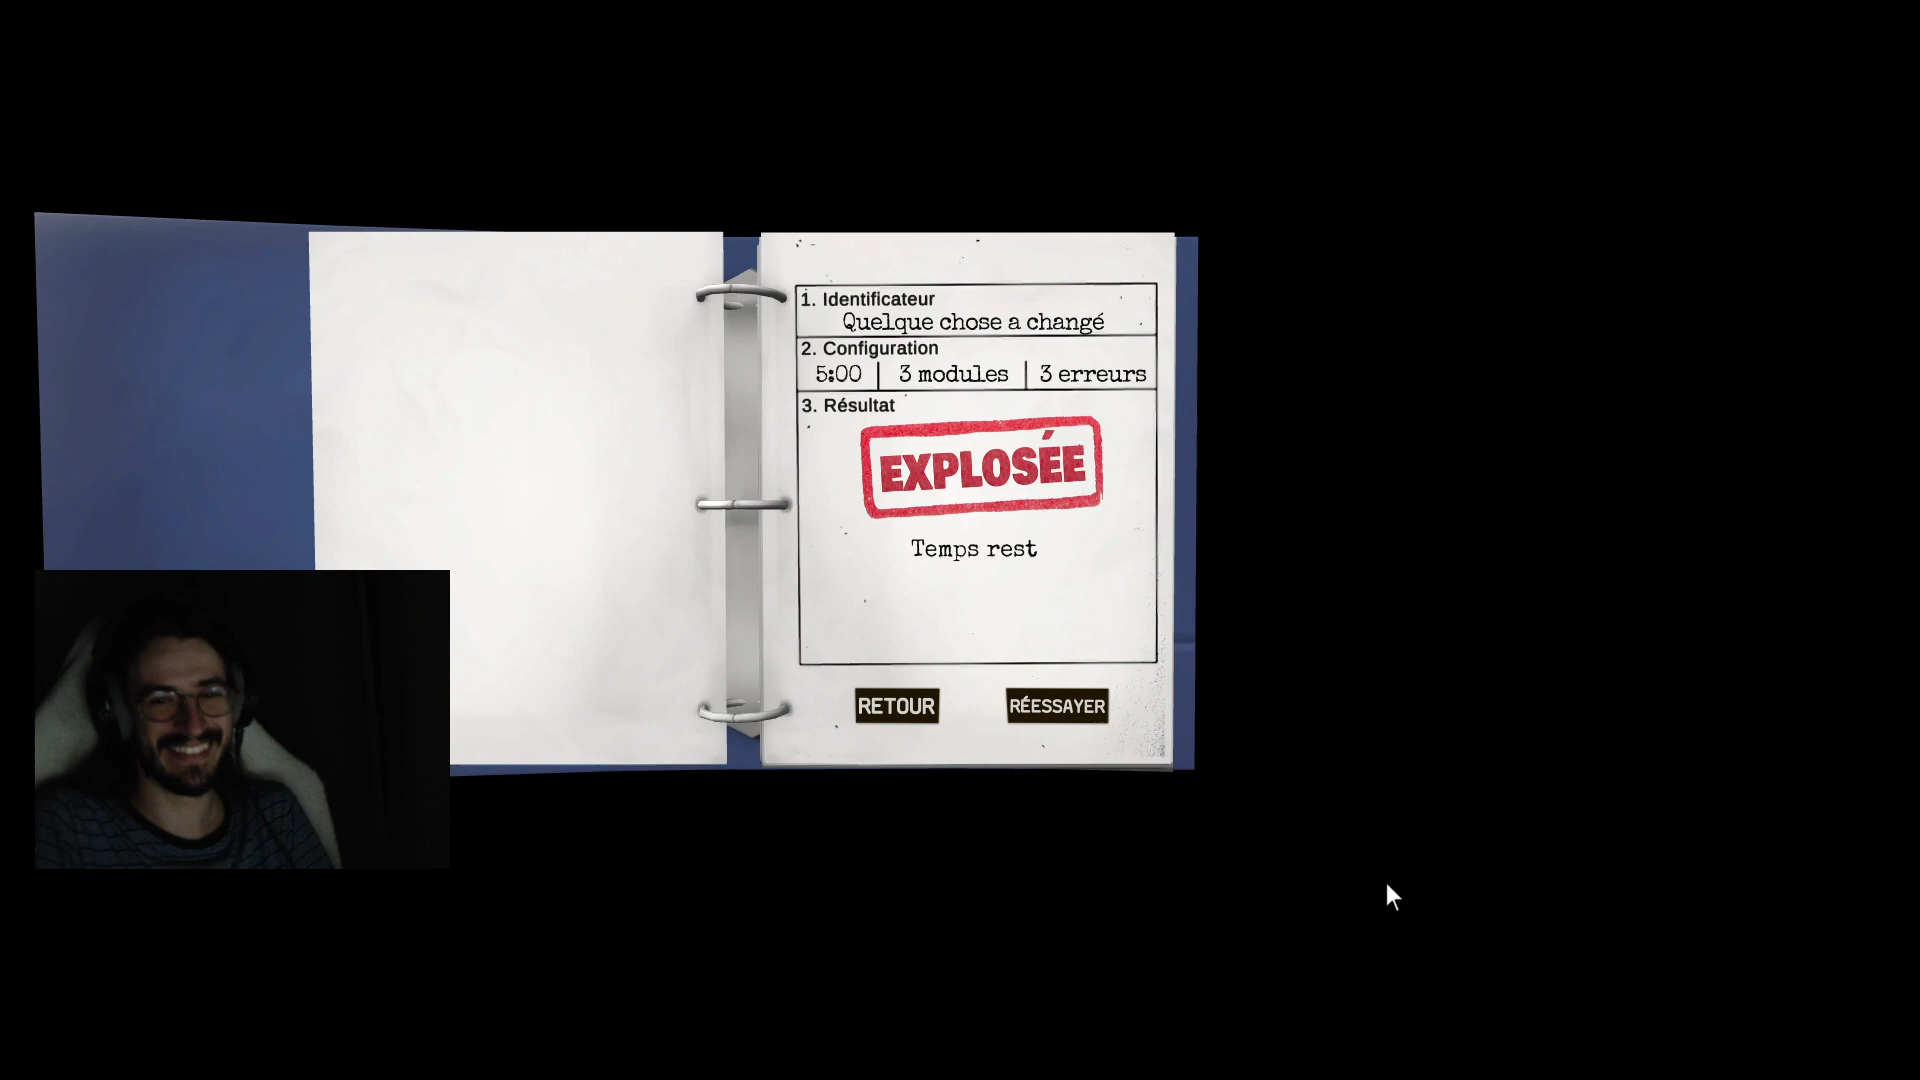 1. Identificateur
Quelque chose a changé
2. Configuration
5:00 | 3 modules | 3 erreurs
3. Résultat
EXPLOSÉE
Temps rest
RETOUR
RÉESSAYER